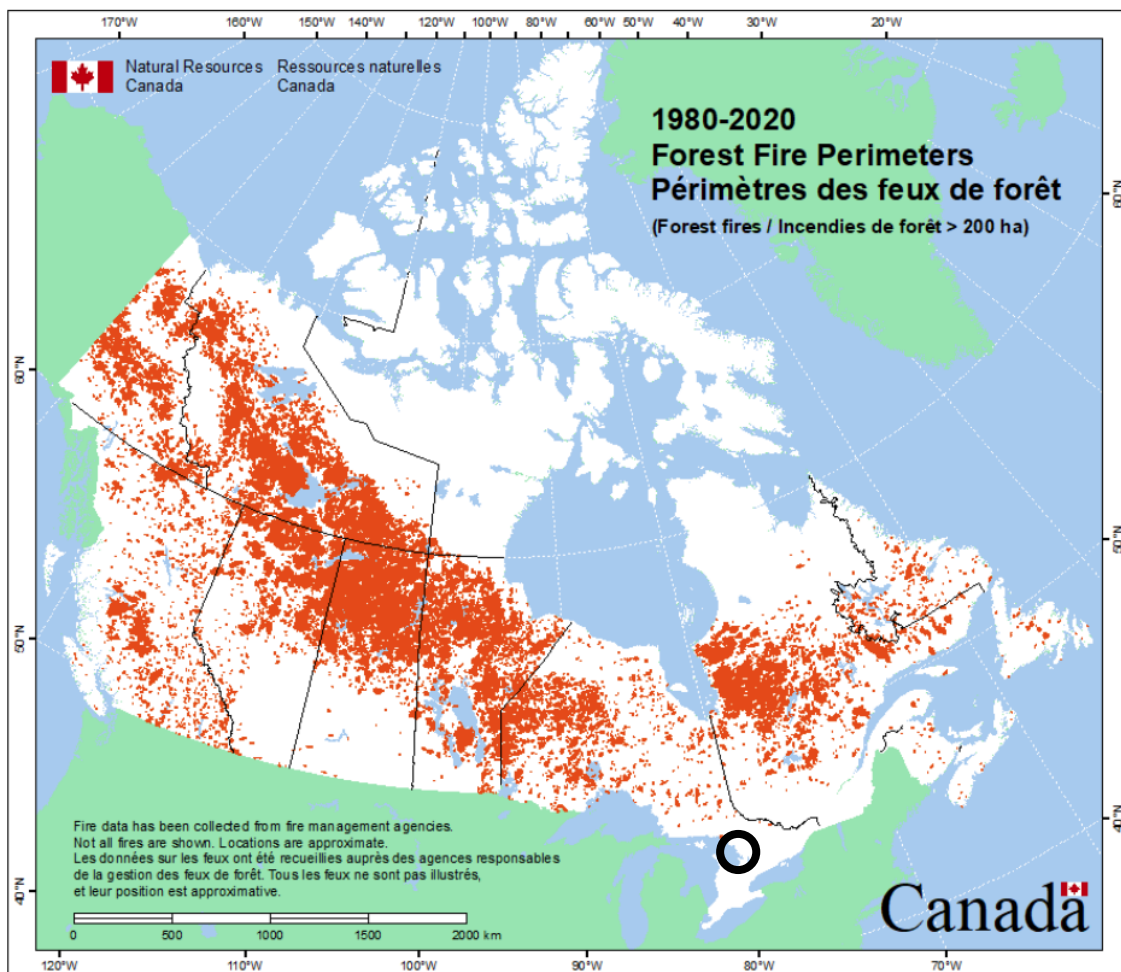 170°W 160°W 150°W 140°W 130°W 120°W 110°W 100°W 90°W 80°W 70°W 60°W 50°W 40°W 30°W 20°W
Natural Resources Ressources naturelles
Canada Canada
1980-2020
Forest Fire Perimeters
Périmètres des feux de forêt
(Forest fires / Incendies de forêt > 200 ha)
60°N
60°N
50°N
50°N
40°N
40°N
Fire data has been collected from fire management agencies.
Not all fires are shown. Locations are approximate.
Les données sur les feux ont été recueillies auprès des agences responsables
de la gestion des feux de forêt. Tous les feux ne sont pas illustrés,
et leur position est approximative.
0 500 1000 1500 2000 km
Canada
120°W 110°W 100°W 90°W 80°W 70°W